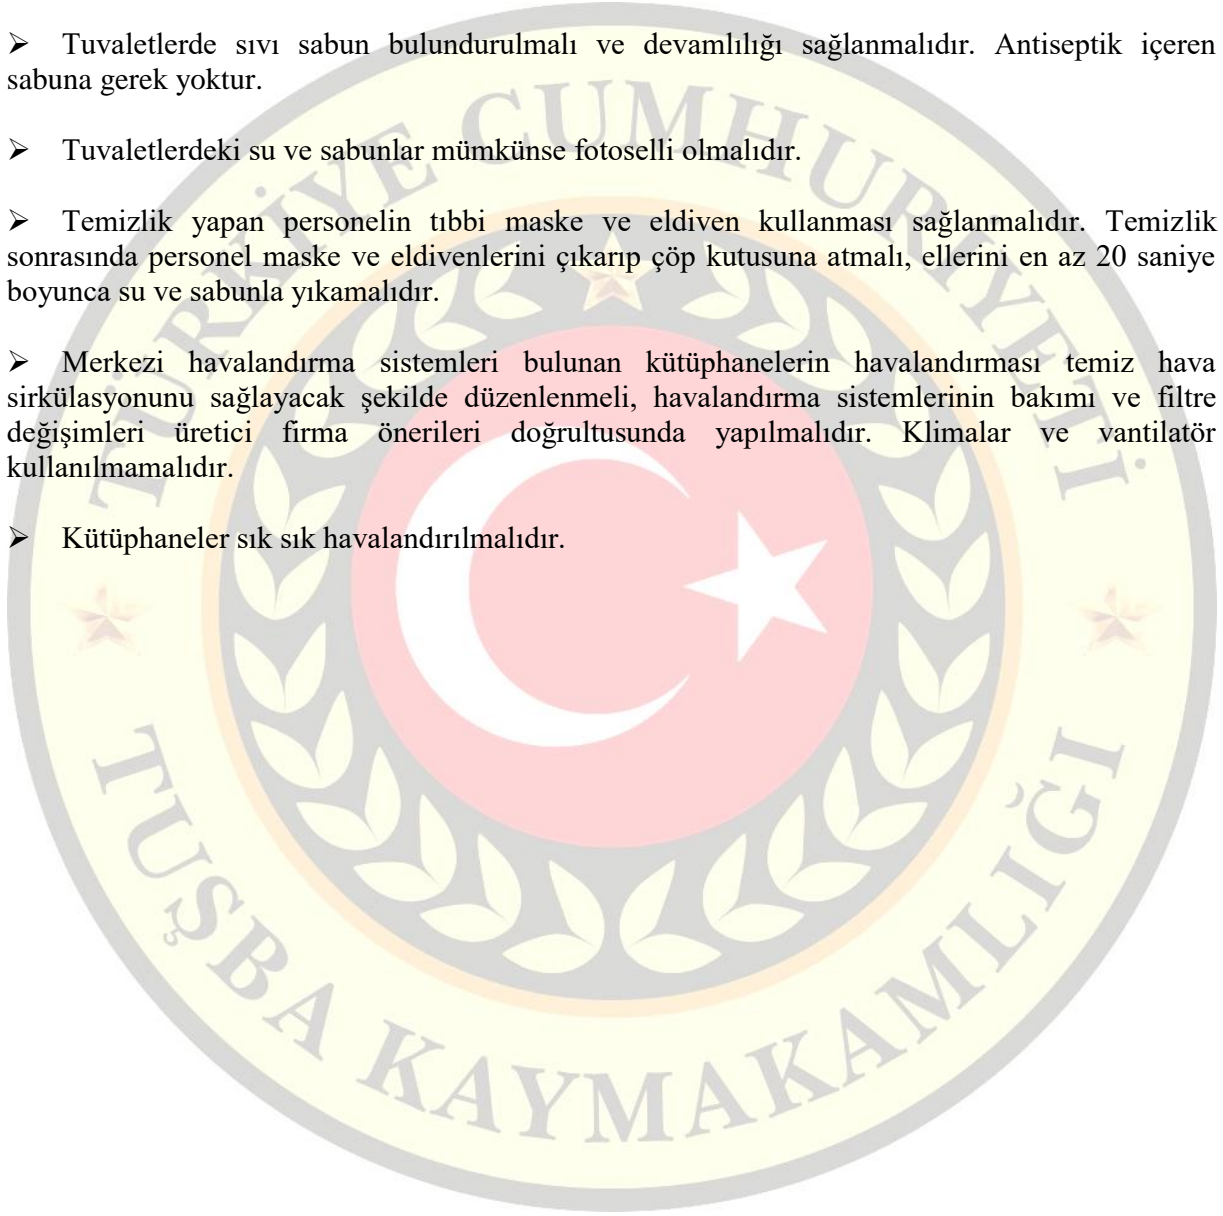 ➢ Tuvaletlerde sıvı sabun bulundurulmalı ve devamlılığı sağlanmalıdır. Antiseptik içeren
sabuna gerek yoktur.
➢ Tuvaletlerdeki su ve sabunlar mümkünse fotoselli olmalıdır.
➢ Temizlik yapan personelin tıbbi maske ve eldiven kullanması sağlanmalıdır. Temizlik
sonrasında personel maske ve eldivenlerini çıkarıp çöp kutusuna atmalı, ellerini en az 20 saniye
boyunca su ve sabunla yıkamalıdır.
➢ Merkezi havalandırma sistemleri bulunan kütüphanelerin havalandırması temiz hava
sirkülasyonunu sağlayacak şekilde düzenlenmeli, havalandırma sistemlerinin bakımı ve filtre
değişimleri üretici firma önerileri doğrultusunda yapılmalıdır. Klimalar ve vantilatör
kullanılmamalıdır.
➢ Kütüphaneler sık sık havalandırılmalıdır.
TÜRKİYE CUMHURİYETİ
TUŞBA KAYMAKAMLIĞI